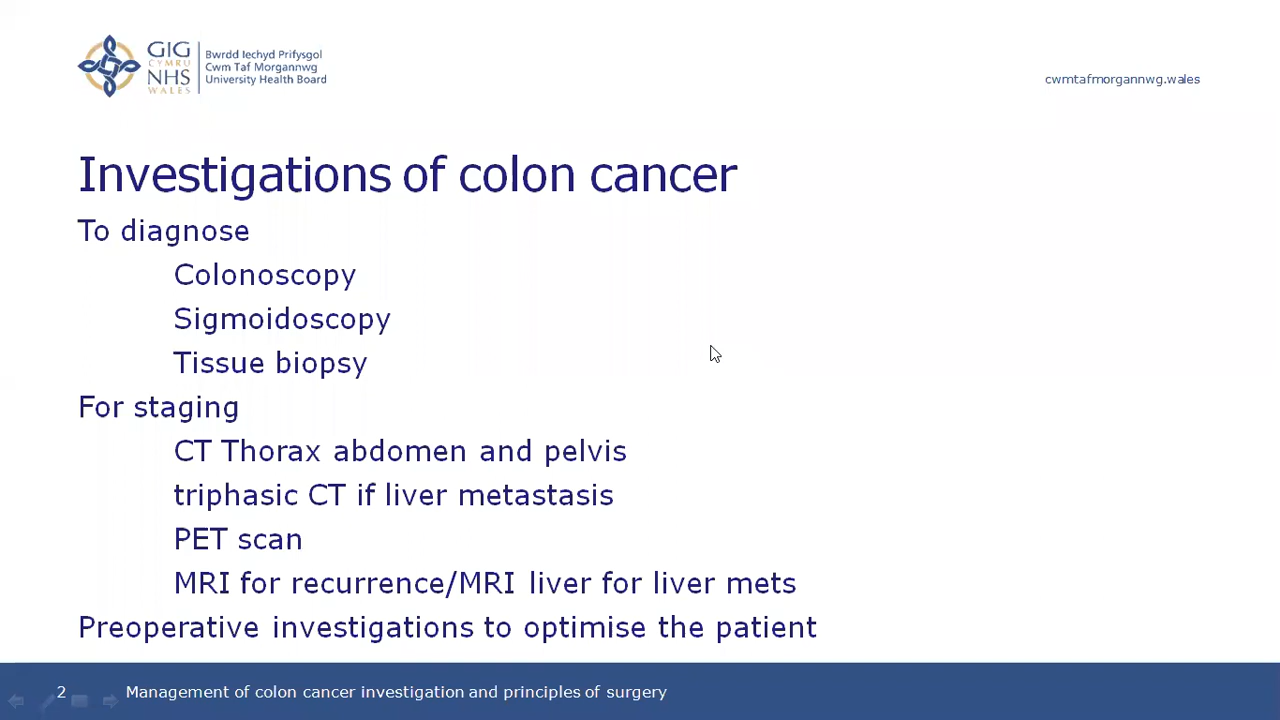 GIG
CYMRU
NHS
WALES
Bwrdd Iechyd Prifysgol
Cwm Taf Morgannwg
University Health Board
cwmtafmorgannwg.wales
Investigations of colon cancer
To diagnose
Colonoscopy
Sigmoidoscopy
Tissue biopsy
For staging
CT Thorax abdomen and pelvis
triphasic CT if liver metastasis
PET scan
MRI for recurrence/MRI liver for liver mets
Preoperative investigations to optimise the patient
2 Management of colon cancer investigation and principles of surgery